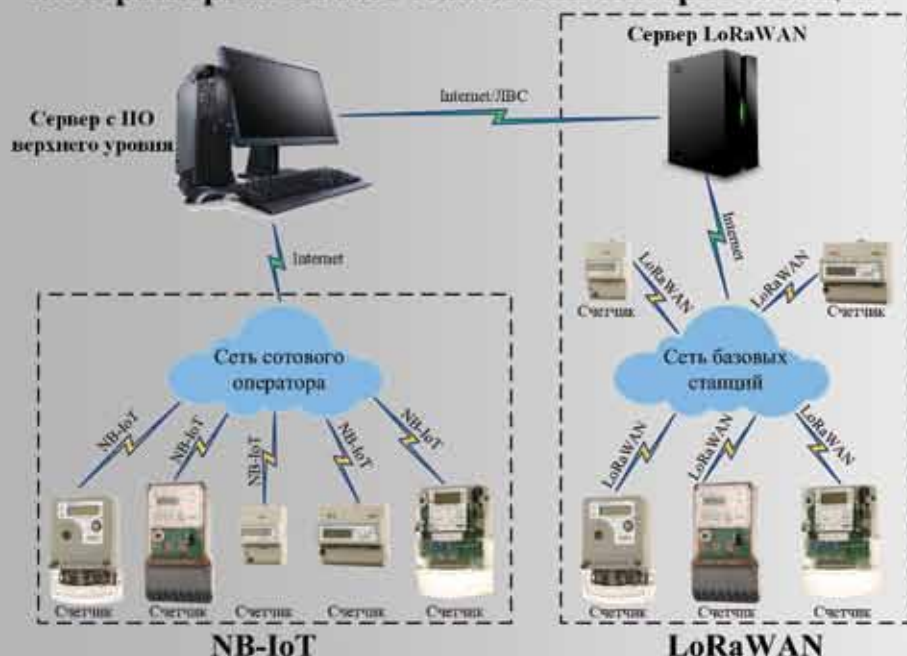 Сервер LoRaWAN
Internet/ЛВС
Сервер с ПО
верхнего уровня
Internet
Internet
LoRaWAN
LoRaWAN
Счетчик
Счетчик
Сеть сотового
оператора
Сеть базовых
станций
NB-IoT
NB-IoT
NB-IoT
NB-IoT
NB-IoT
LoRaWAN
LoRaWAN
LoRaWAN
Счетчик
Счетчик
Счетчик
Счетчик
Счетчик
Счетчик
Счетчик
Счетчик
NB-IoT
LoRaWAN